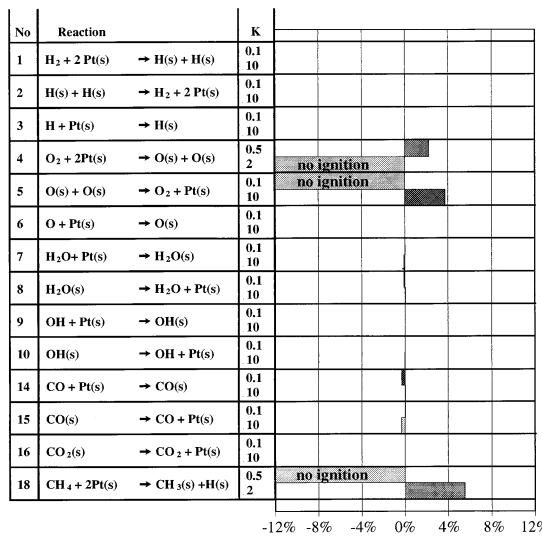 No Reaction K
1 H₂ + 2 Pt(s) → H(s) + H(s) 0.1 10
2 H(s) + H(s) → H₂ + 2 Pt(s) 0.1 10
3 H + Pt(s) → H(s) 0.1 10
4 O₂ + 2Pt(s) → O(s) + O(s) 0.5 2 no ignition
5 O(s) + O(s) → O₂ + Pt(s) 0.1 10 no ignition
6 O + Pt(s) → O(s) 0.1 10
7 H₂O+ Pt(s) → H₂O(s) 0.1 10
8 H₂O(s) → H₂O + Pt(s) 0.1 10
9 OH + Pt(s) → OH(s) 0.1 10
10 OH(s) → OH + Pt(s) 0.1 10
14 CO + Pt(s) → CO(s) 0.1 10
15 CO(s) → CO + Pt(s) 0.1 10
16 CO₂(s) → CO₂ + Pt(s) 0.1 10
18 CH₄ + 2Pt(s) → CH₃(s) +H(s) 0.5 2 no ignition
-12% -8% -4% 0% 4% 8% 12%